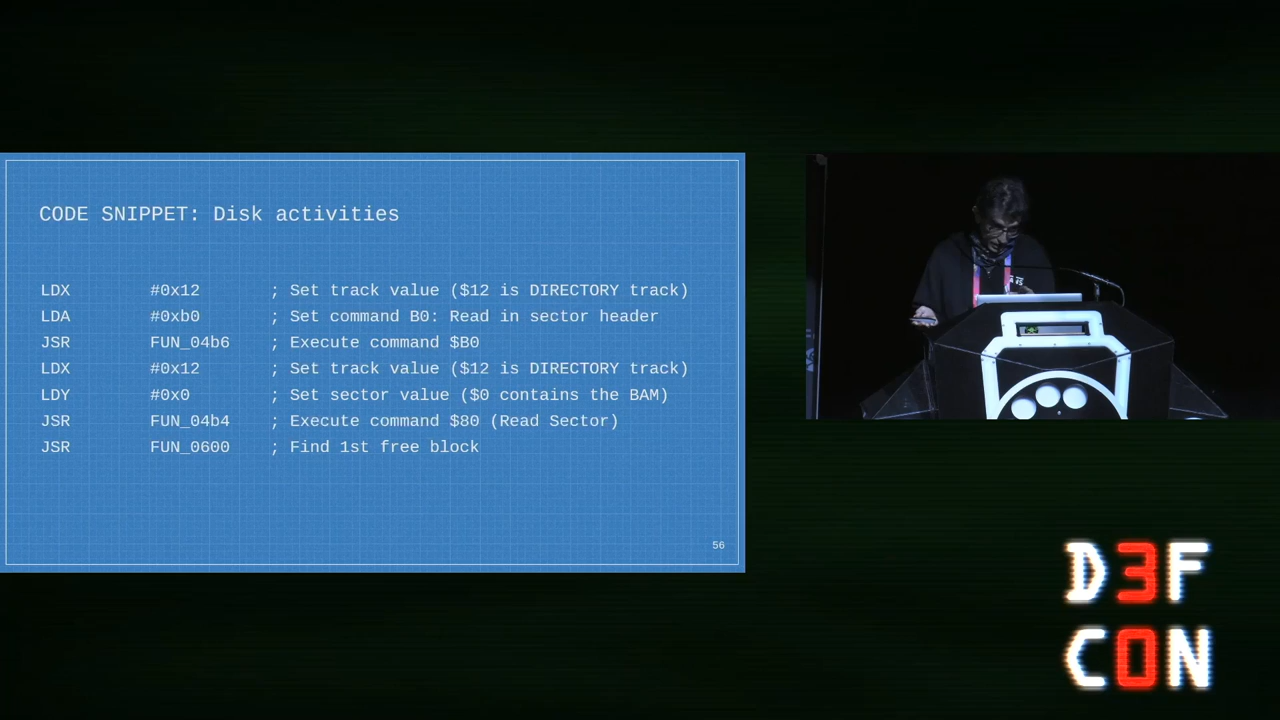 CODE SNIPPET: Disk activities
LDX #0x12 ; Set track value ($12 is DIRECTORY track)
LDA #0xb0 ; Set command B0: Read in sector header
JSR FUN_04b6 ; Execute command $B0
LDX #0x12 ; Set track value ($12 is DIRECTORY track)
LDY #0x0 ; Set sector value ($0 contains the BAM)
JSR FUN_04b4 ; Execute command $80 (Read Sector)
JSR FUN_0600 ; Find 1st free block
56
D3F
C0N